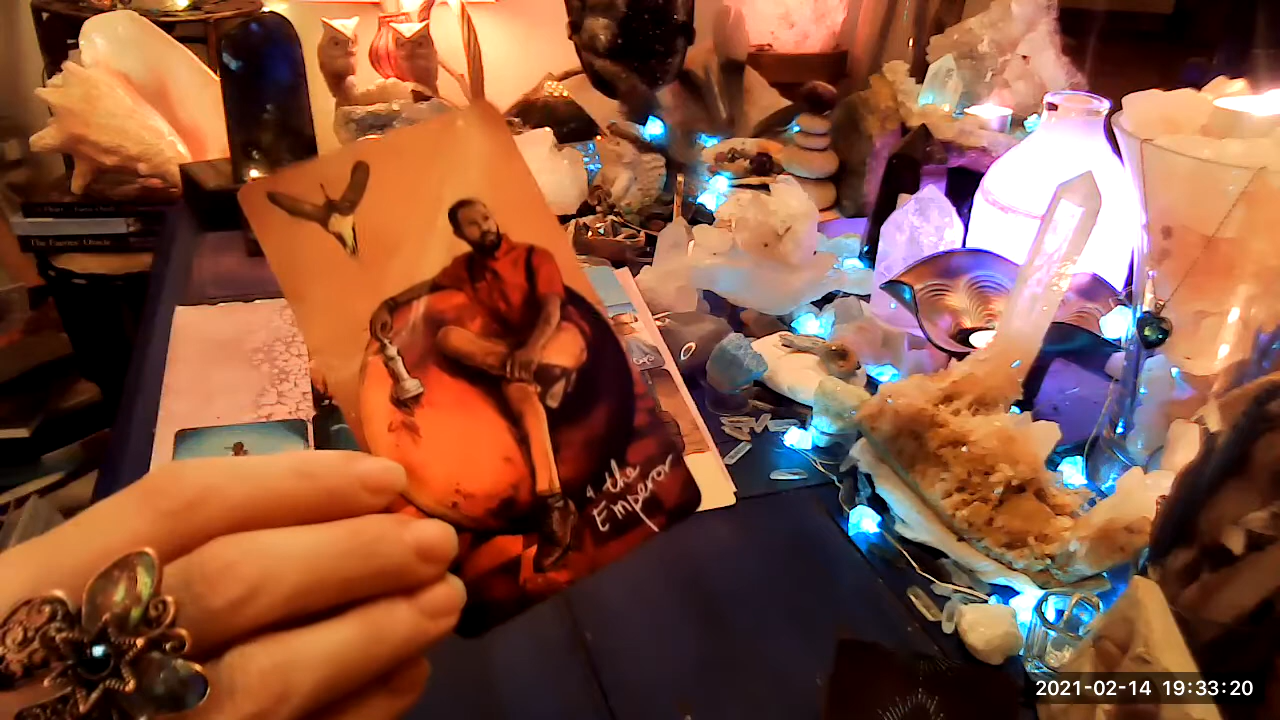 The Faeries' Oracle
4 the
Emperor
2021-02-14 19:33:20